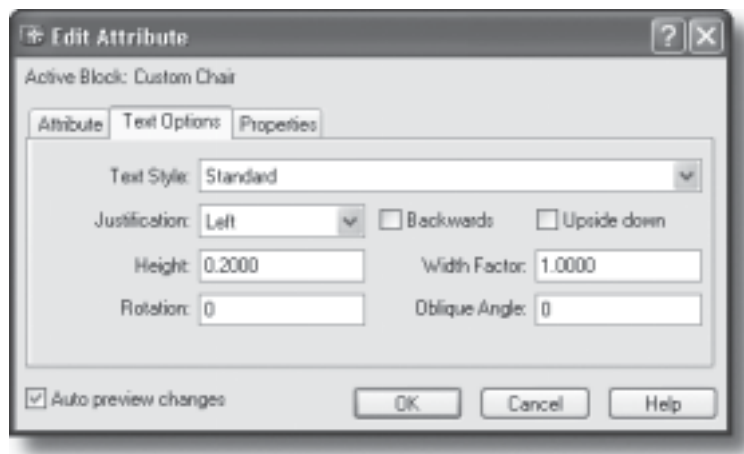 Edit Attribute
Active Block: Custom Chair
Attribute Text Options Properties
Text Style: Standard
Justification: Left Backwards Upside down
Height: 0.2000 Width Factor: 1.0000
Rotation: 0 Oblique Angle: 0
Auto preview changes OK Cancel Help